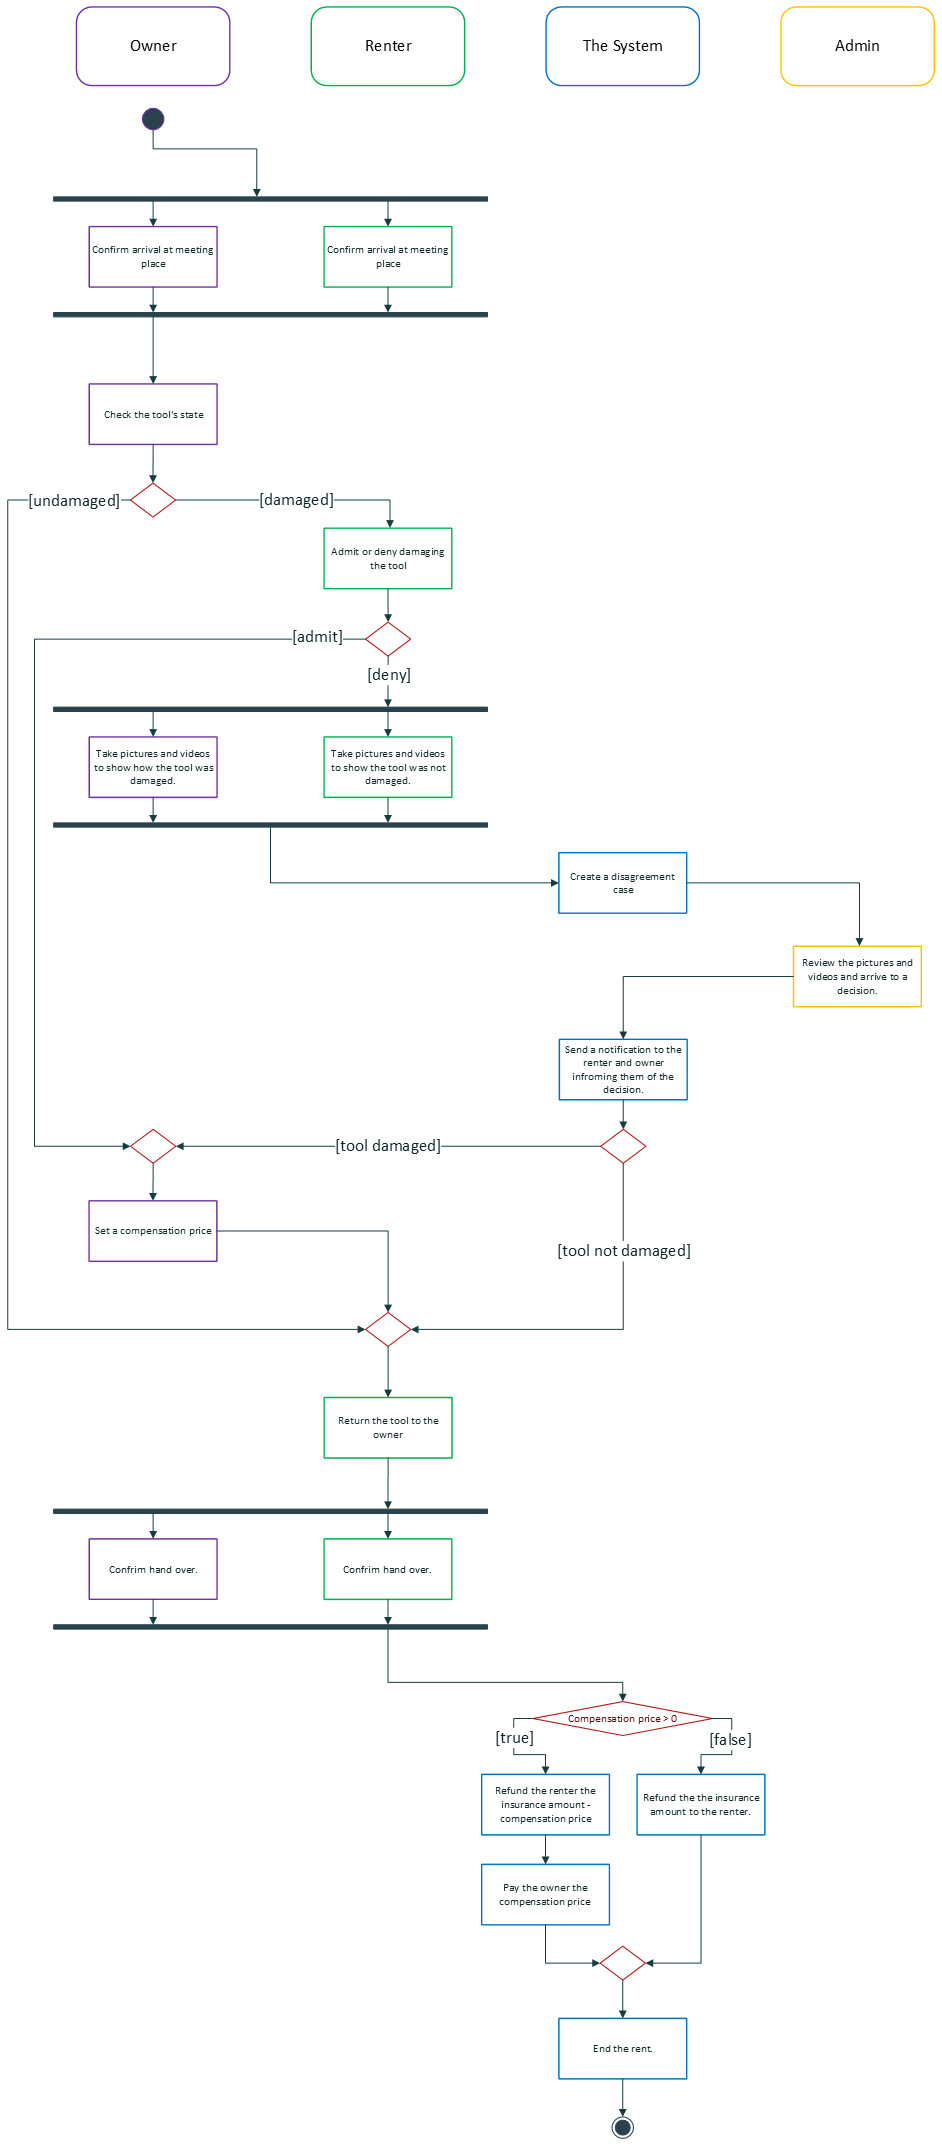 Owner
Renter
The System
Admin
Confirm arrival at meeting
place
Confirm arrival at meeting
place
Check the tool's state
[undamaged]
[damaged]
Admit or deny damaging
the tool
[admit]
[deny]
Take pictures and videos
to show how the tool was
damaged.
Take pictures and videos
to show the tool was not
damaged.
Create a disagreement
case
Review the pictures and
videos and arrive to a
decision.
Send a notification to the
renter and owner
infroming them of the
decision.
[tool damaged]
Set a compensation price
[tool not damaged]
Return the tool to the
owner
Confrim hand over.
Confrim hand over.
Compensation price > 0
[true]
[false]
Refund the renter the
insurance amount -
compensation price
Refund the the insurance
amount to the renter.
Pay the owner the
compensation price
End the rent.